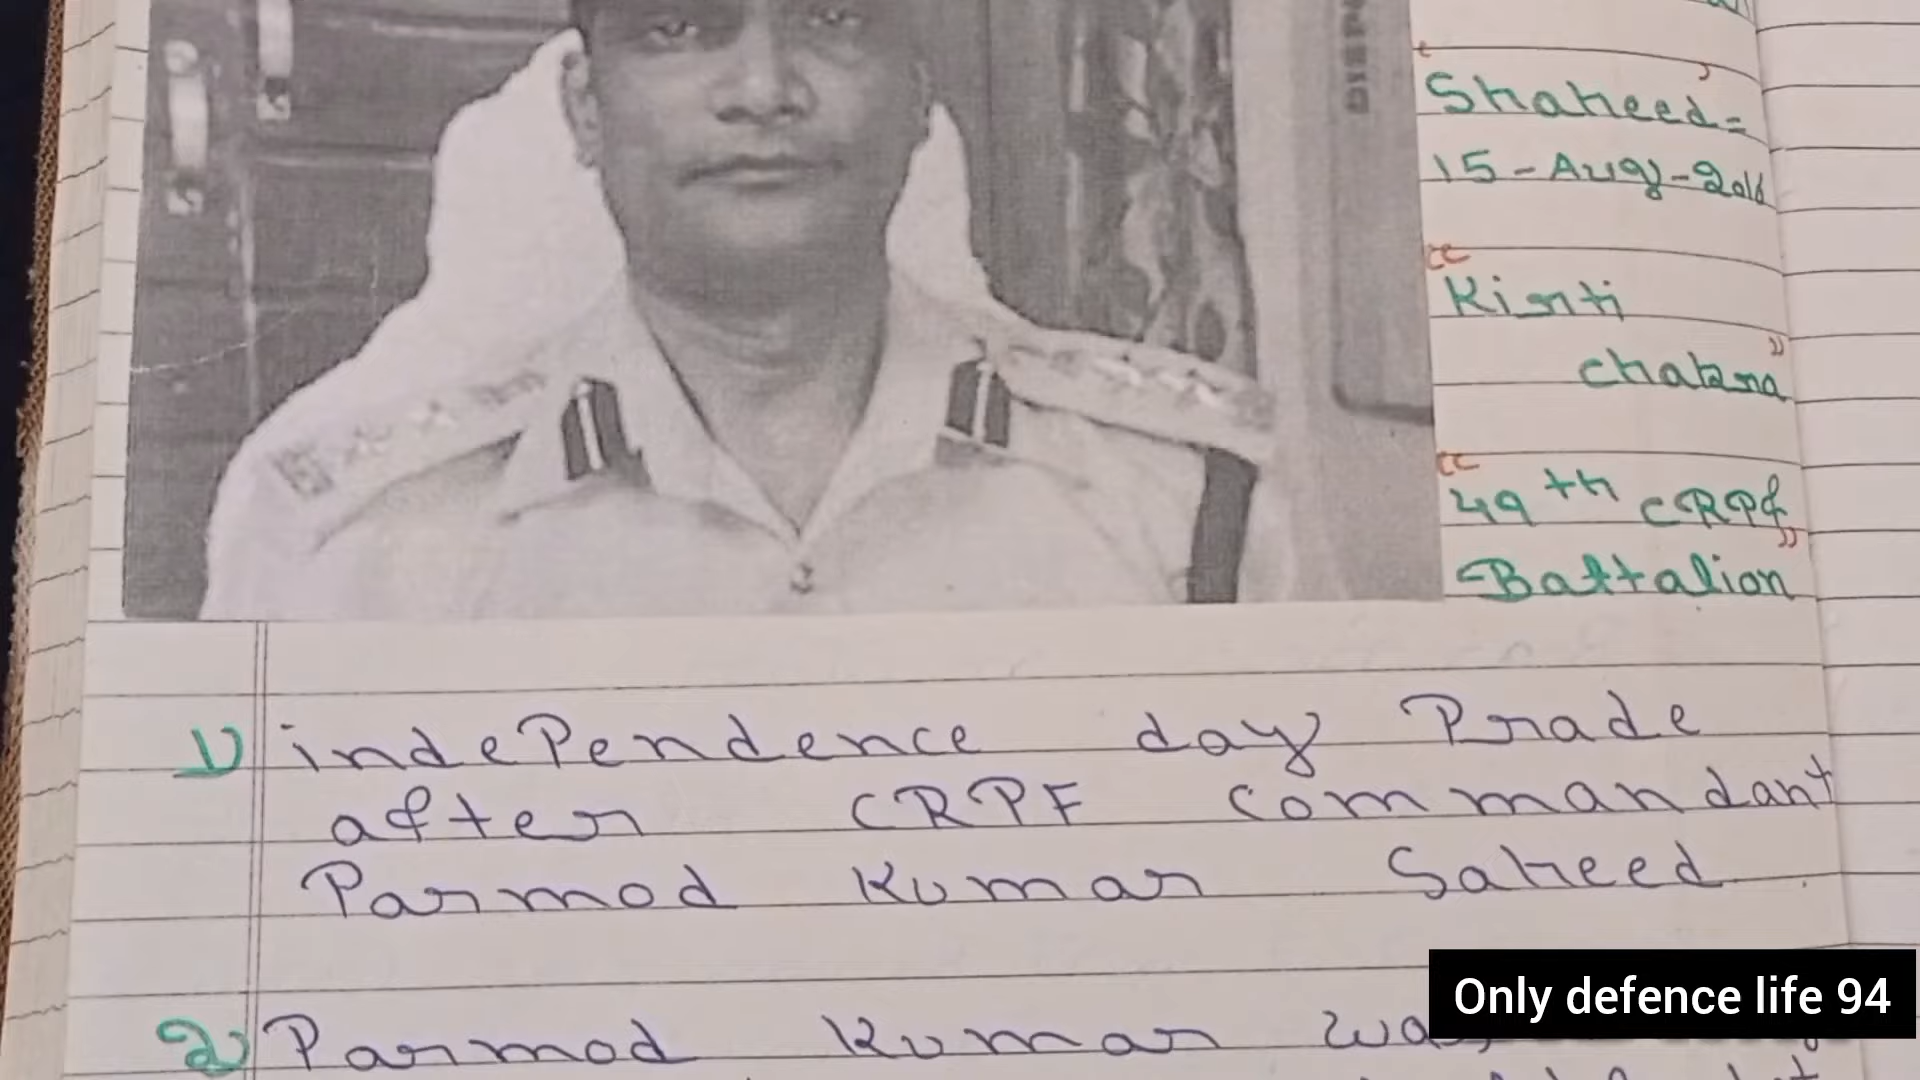 Shaheed=
15-Aug-2016
"Kirti
chakra"
"49th CRPf
Battalion"
1) independence day Prade
after CRPF commandant
Parmod Kumar Saheed
2) Parmod Kumar was
Only defence life 94